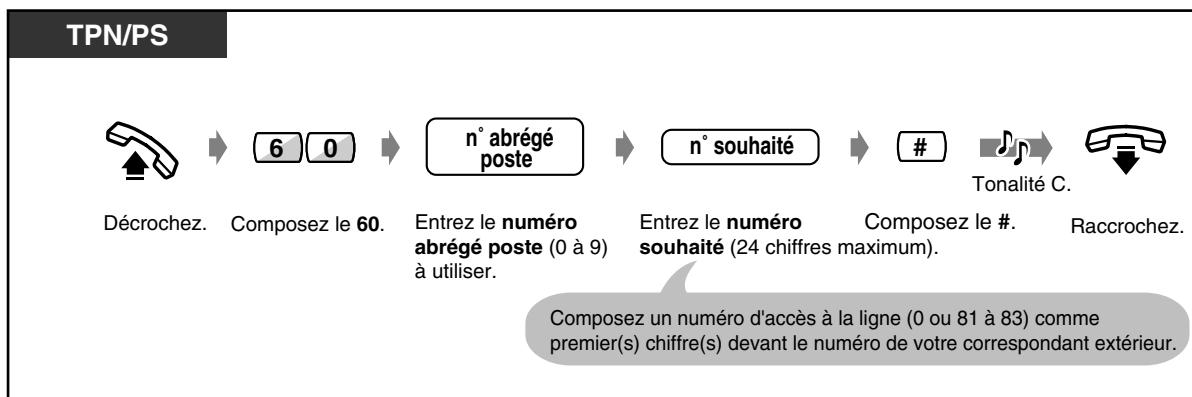 TPN/PS
6 0
n° abrégé
poste
n° souhaité
#
Tonalité C.
Décrochez.
Composez le 60.
Entrez le numéro
abrégé poste (0 à 9)
à utiliser.
Entrez le numéro
souhaité (24 chiffres maximum).
Composez le #.
Raccrochez.
Composez un numéro d'accès à la ligne (0 ou 81 à 83) comme
premier(s) chiffre(s) devant le numéro de votre correspondant extérieur.